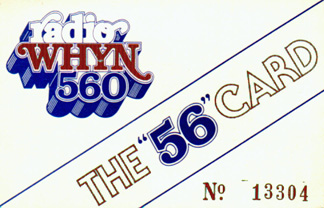 radio
WHYN
560
THE "56" CARD
No. 13304